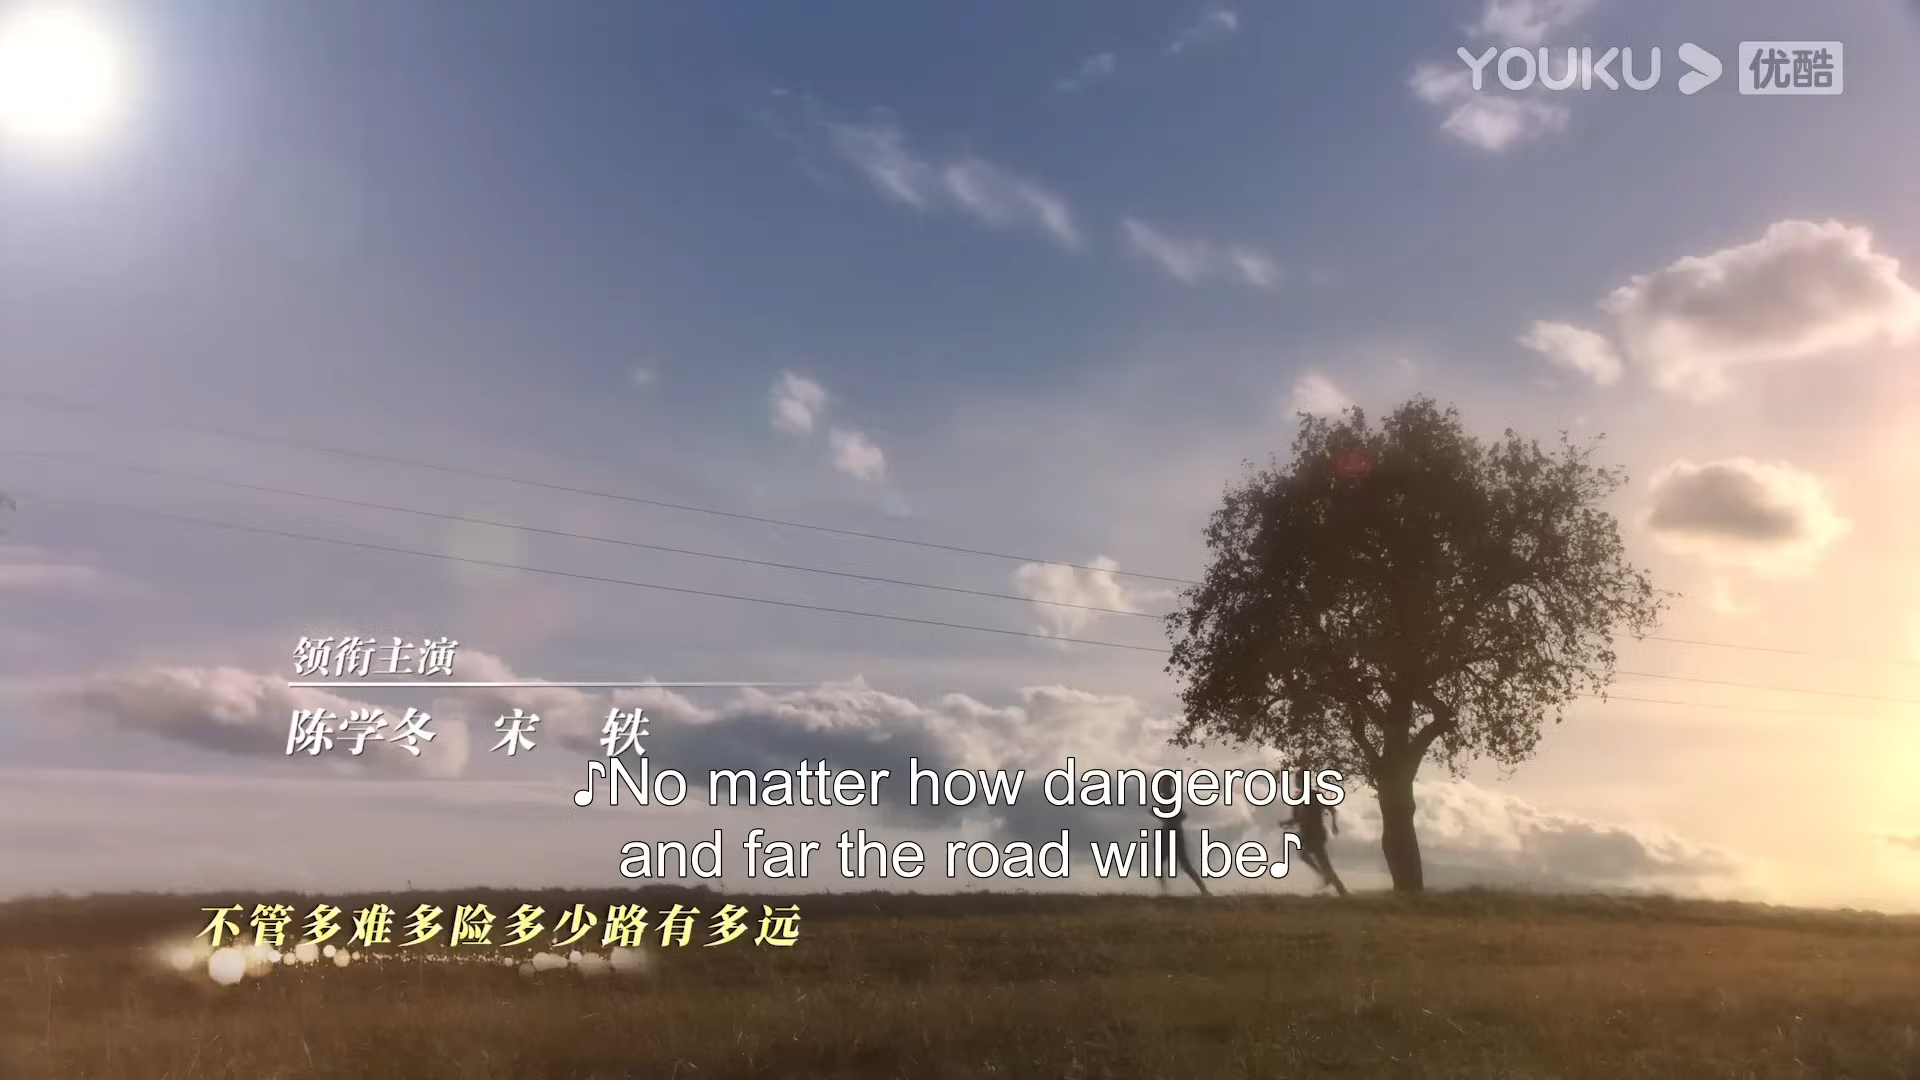 YOUKU 优酷
领衔主演
陈学冬 宋 轶
♪No matter how dangerous
and far the road will be♪
不管多难多险多少路有多远